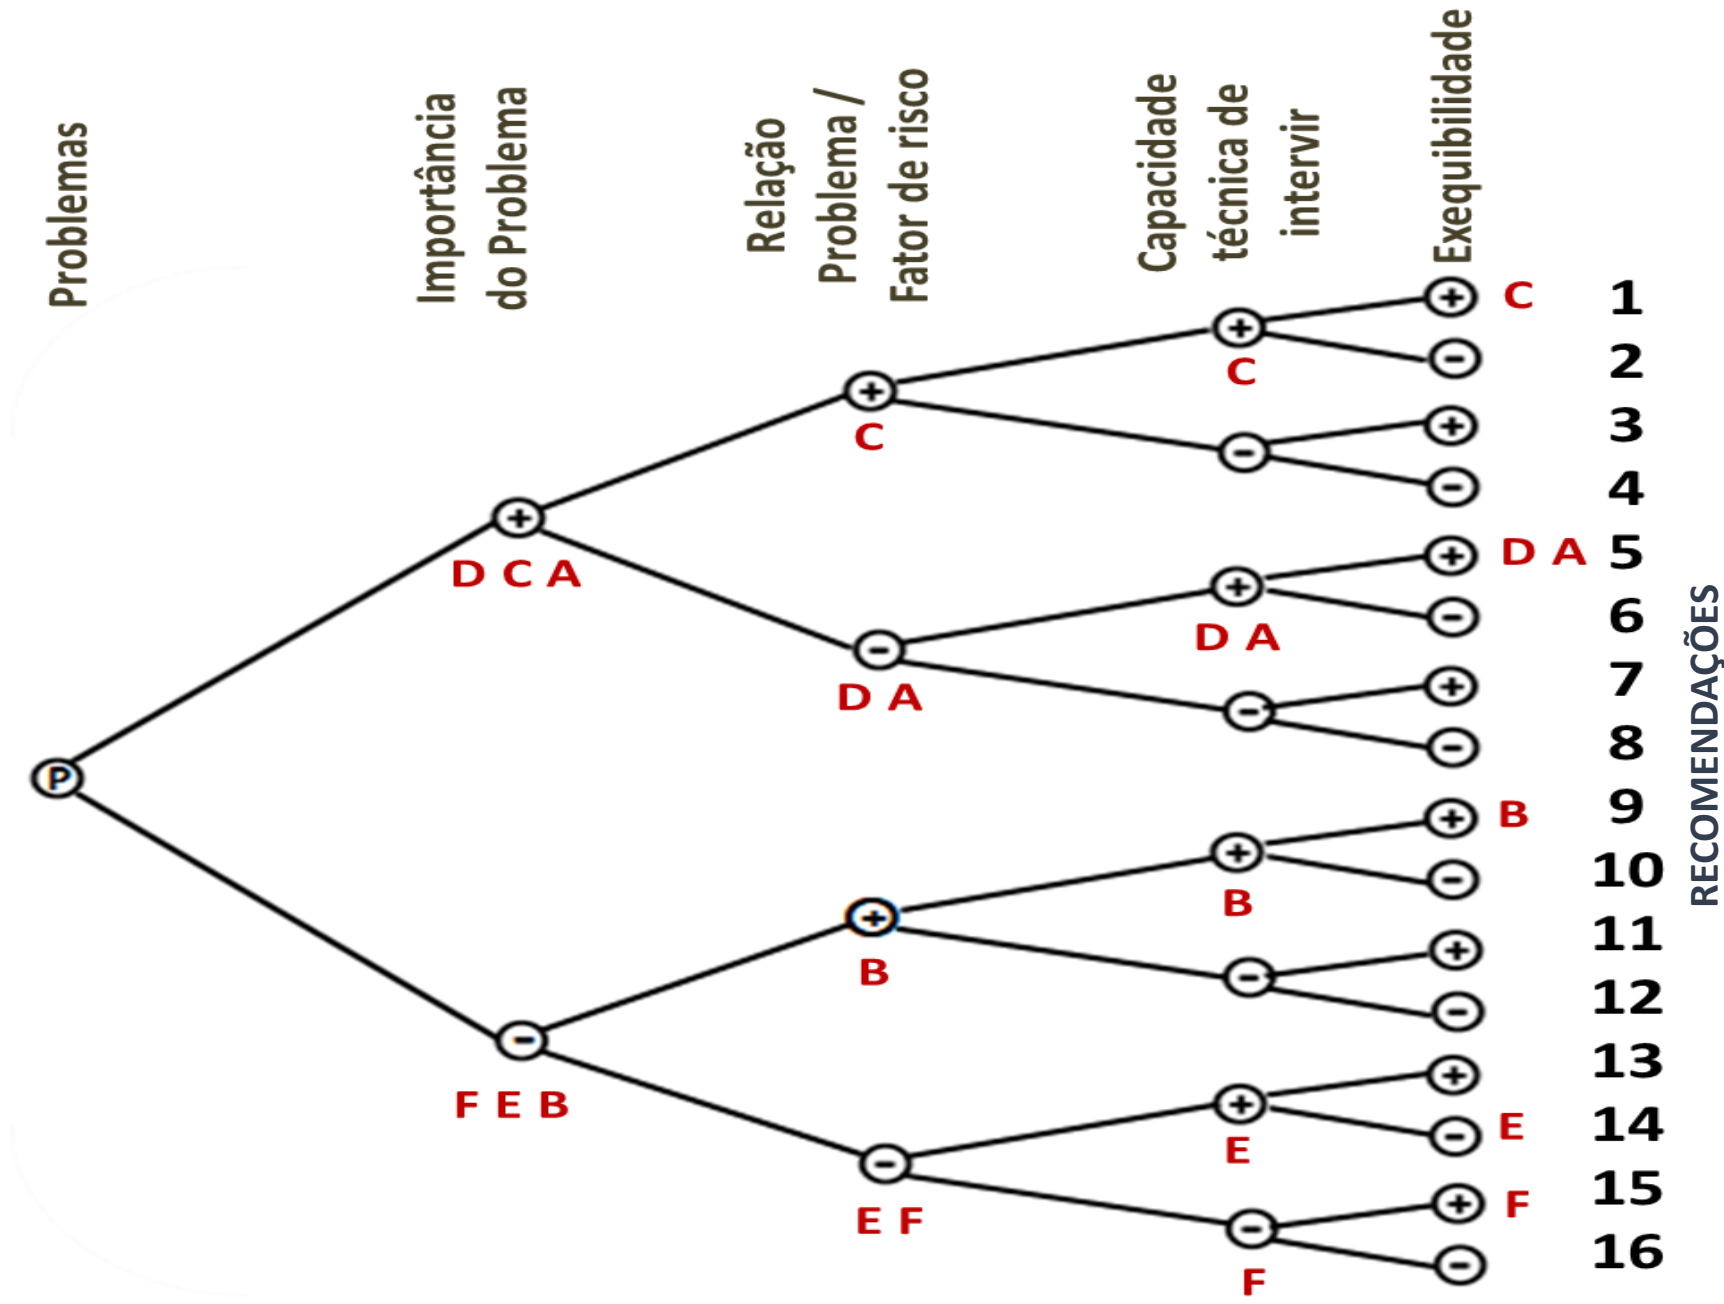 Problemas
Importância
do Problema
Relação
Problema /
Fator de risco
Capacidade
técnica de
intervir
Exequibilidade
+ C 1
+
- 2
C
+
C
+ 3
-
- 4
+
D C A
+ D A 5
+
- 6
D A
-
D A
+ 7
-
- 8
P
+ B 9
+
- 10
B
+
B
+ 11
-
- 12
-
F E B
+ 13
+
- E 14
E
-
E F
+ F 15
-
- 16
F
RECOMENDAÇÕES